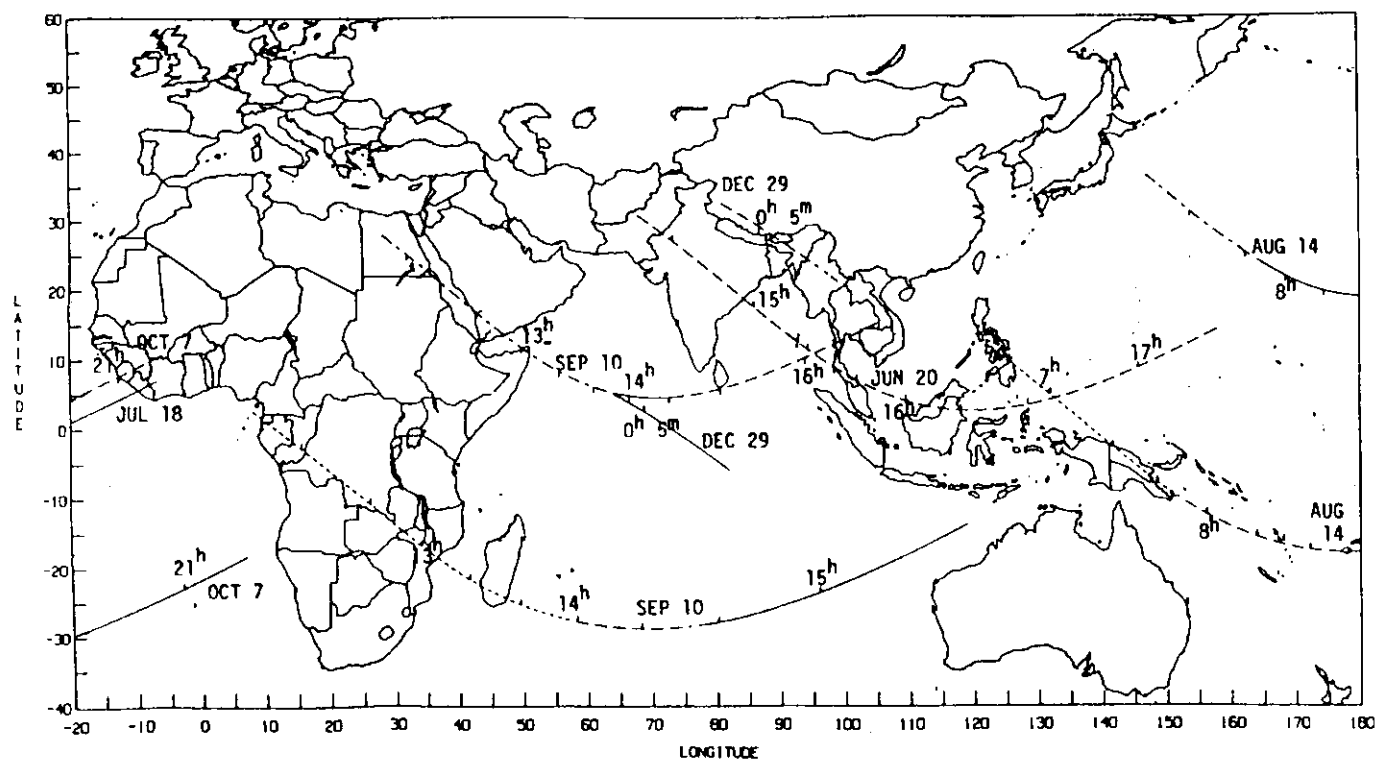 60
50
40
30
20
10
0
-10
-20
-30
-40
LATITUDE
DEC 29
0h 5m
AUG 14
8h
15h
17h
13h
OCT 7
21h
SEP 10
14h
16h
JUN 20
16h
7h
JUL 18
0h 5m
DEC 29
AUG
14
8h
21h
OCT 7
14h
SEP 10
15h
-20 -10 0 10 20 30 40 50 60 70 80 90 100 110 120 130 140 150 160 170 180
LONGITUDE